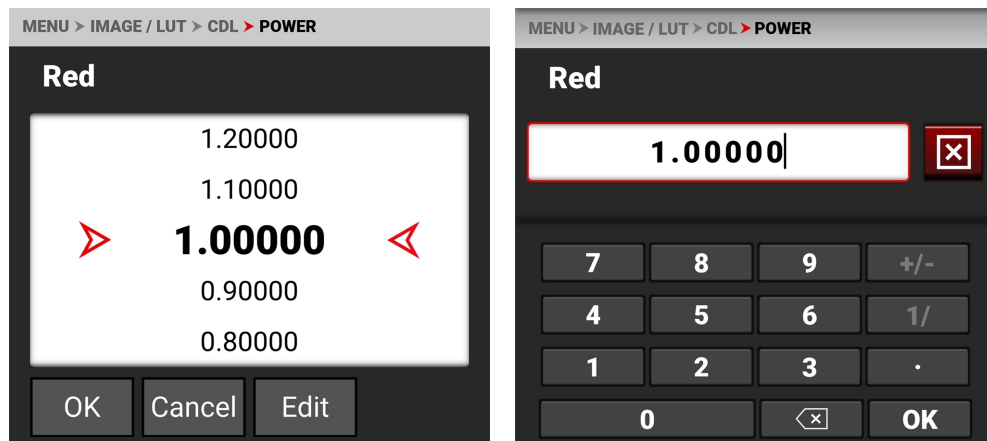 MENU > IMAGE / LUT > CDL > POWER
Red
1.20000
1.10000
1.00000
0.90000
0.80000
OK Cancel Edit
MENU > IMAGE / LUT > CDL > POWER
Red
1.00000
7 8 9 +/-
4 5 6 1/
1 2 3 .
0 OK